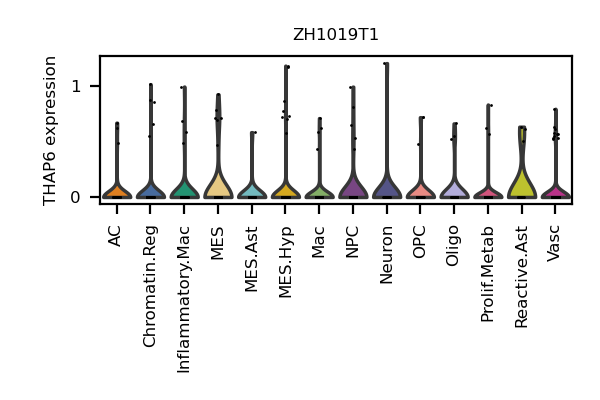 ZH1019T1
THAP6 expression
1
0
AC
Chromatin.Reg
Inflammatory.Mac
MES
MES.Ast
MES.Hyp
Mac
NPC
Neuron
OPC
Oligo
Prolif.Metab
Reactive.Ast
Vasc